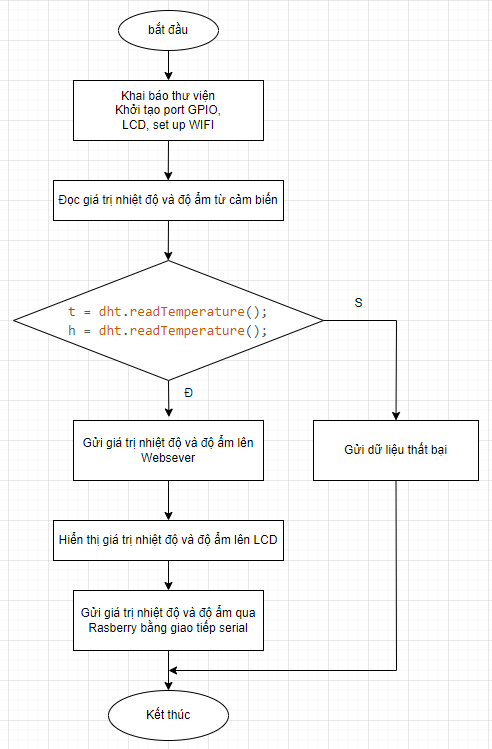 bắt đầu
Khai báo thư viện
Khởi tạo port GPIO,
LCD, set up WIFI
Đọc giá trị nhiệt độ và độ ẩm từ cảm biến
t = dht.readTemperature();
h = dht.readTemperature();
S
Đ
Gửi giá trị nhiệt độ và độ ẩm lên
Websever
Gửi dữ liệu thất bại
Hiển thị giá trị nhiệt độ và độ ẩm lên LCD
Gửi giá trị nhiệt độ và độ ẩm qua
Rasberry bằng giao tiếp serial
Kết thúc